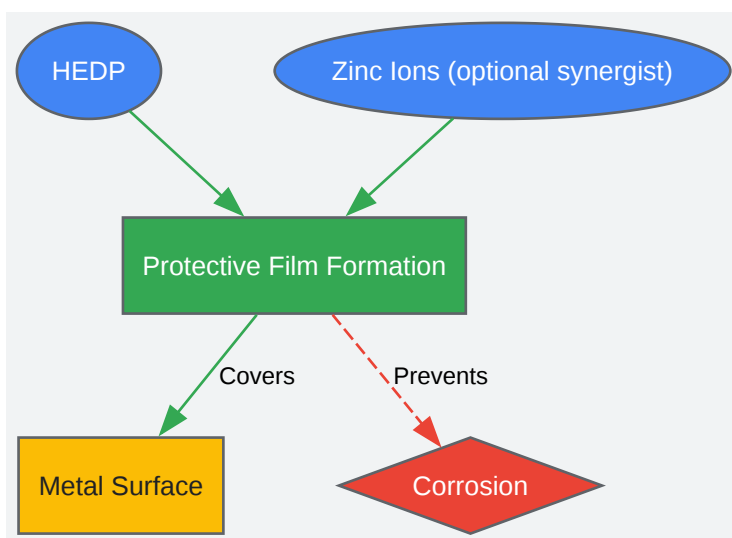 HEDP
Zinc Ions (optional synergist)
Protective Film Formation
Covers
Prevents
Metal Surface
Corrosion